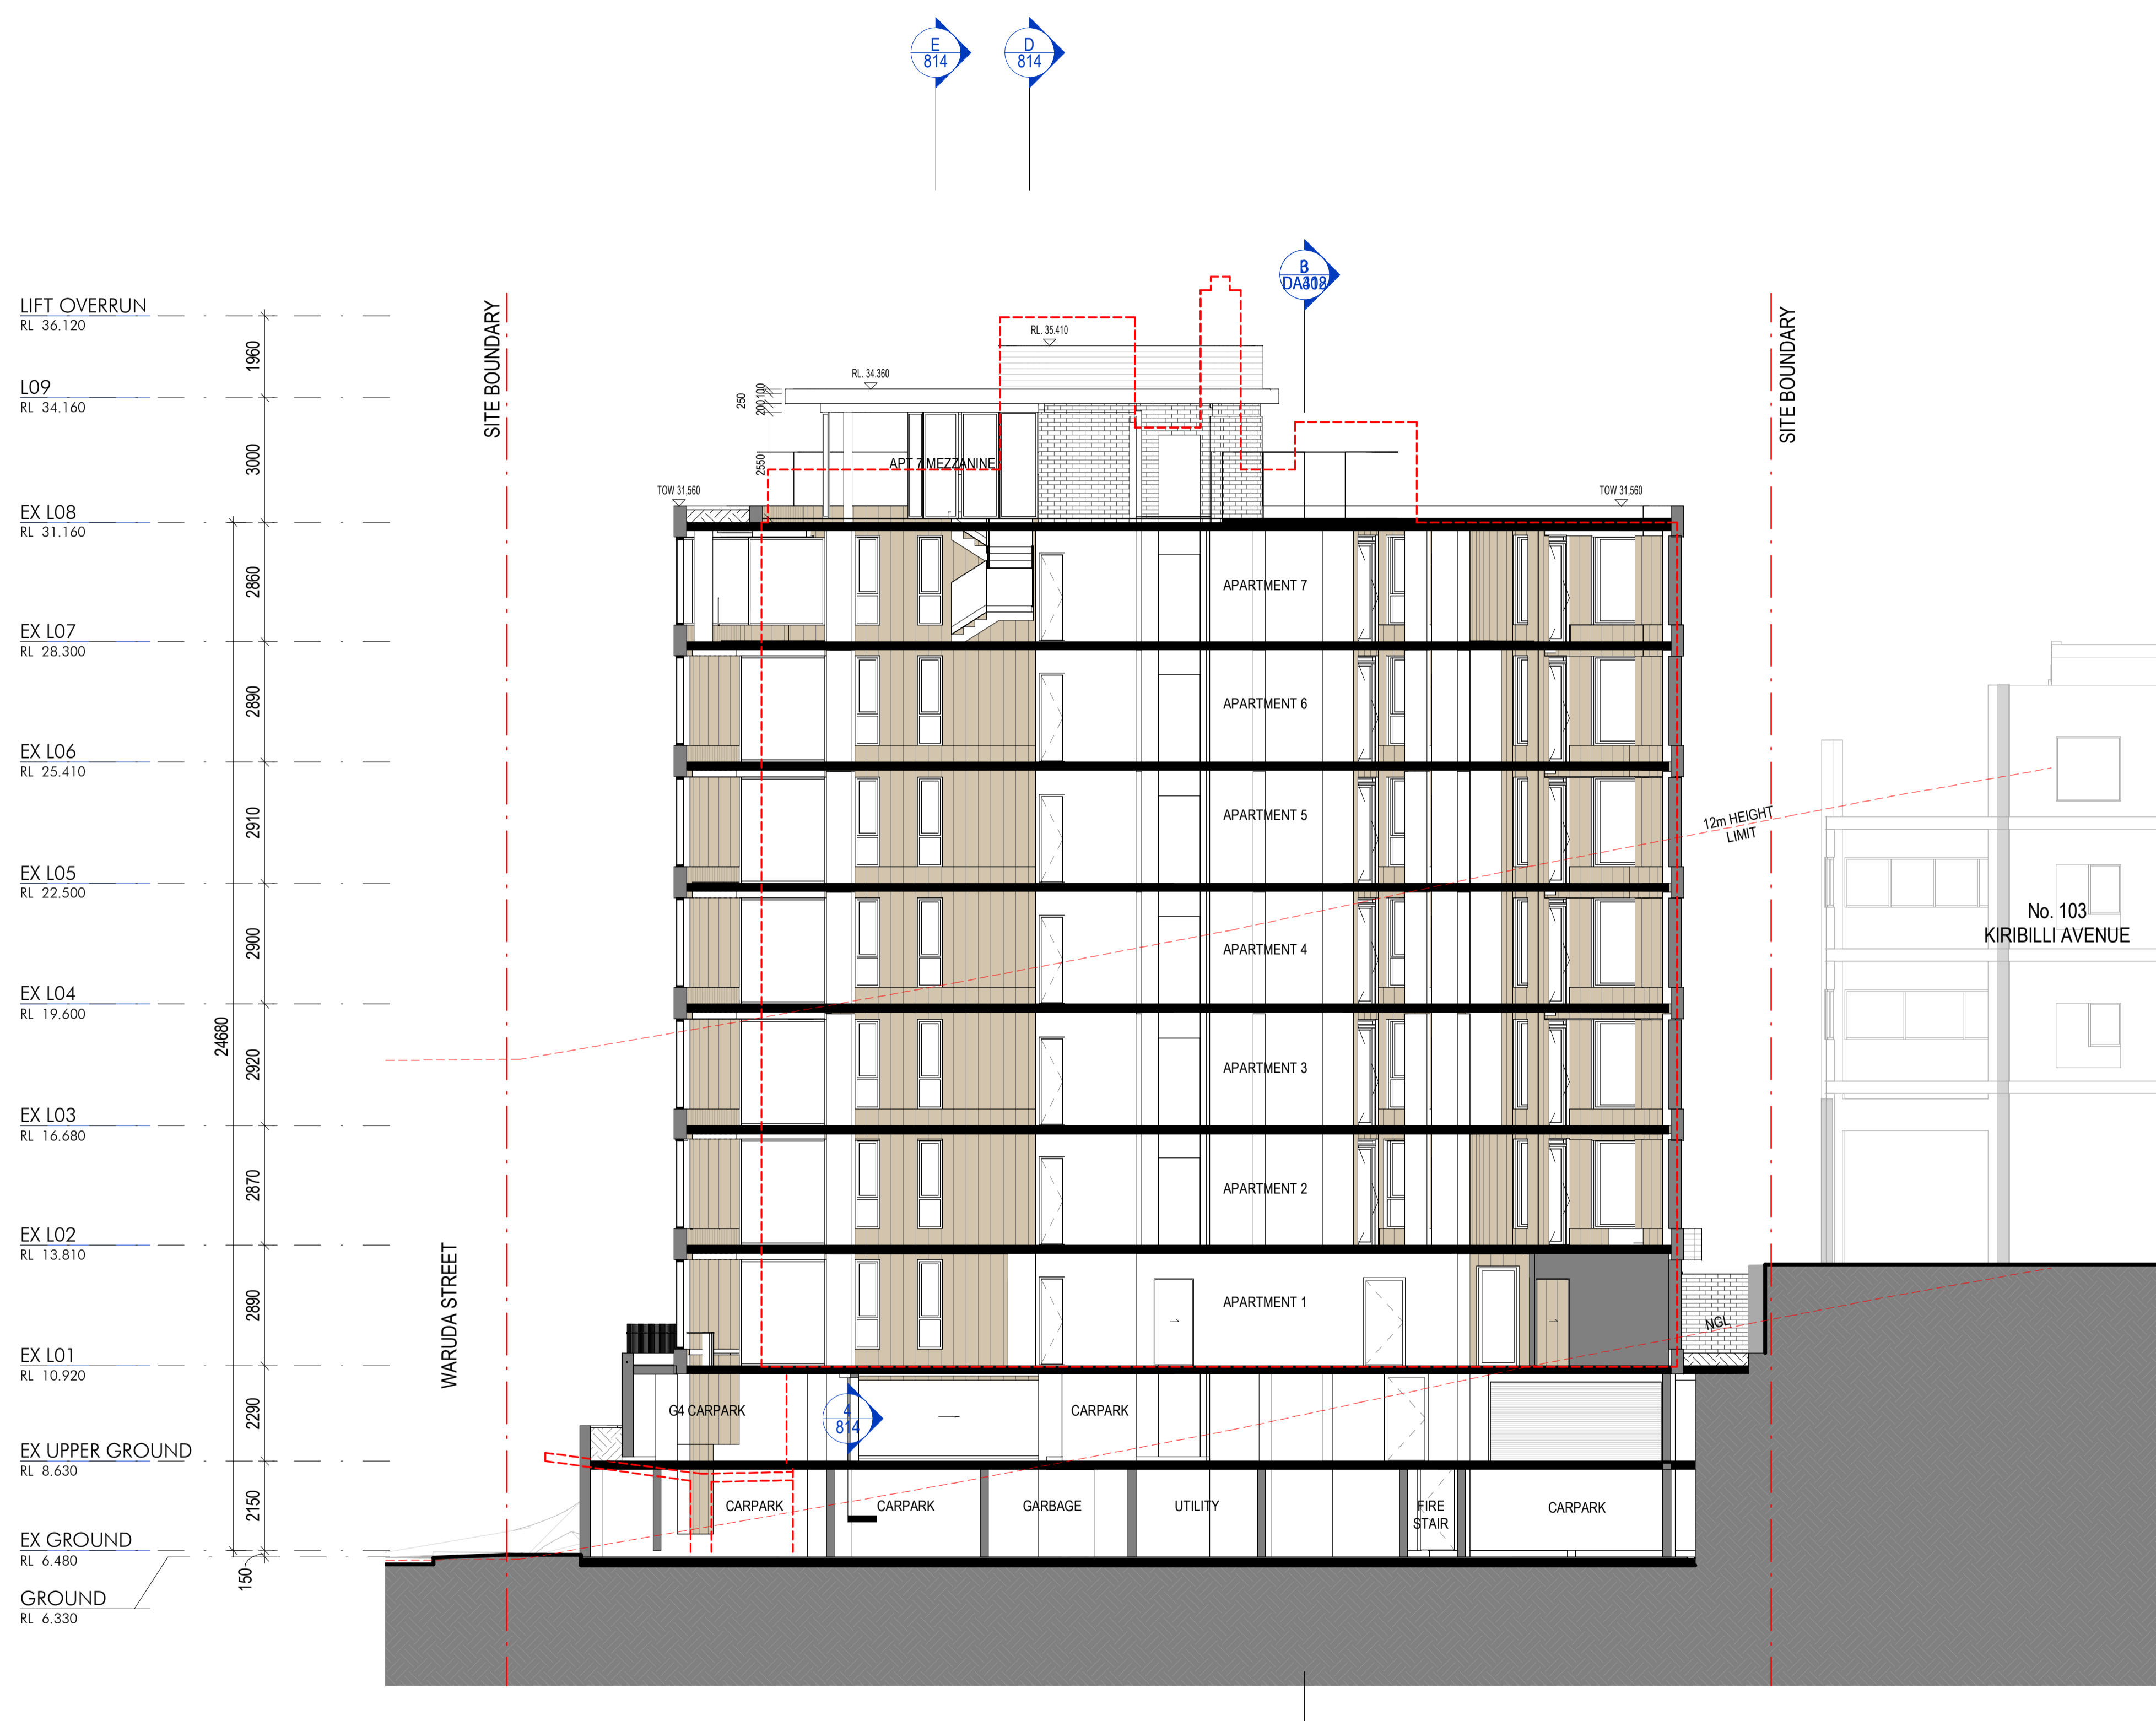 E
814
D
814
B
LIFT OVERRUN
RL 36.120
1960
L09
RL 34.160
3000
EX L08
RL 31.160
2860
EX L07
RL 28.300
2890
EX L06
RL 25.410
2910
EX L05
RL 22.500
2900
EX L04
RL 19.600
24680
2920
EX L03
RL 16.680
2870
EX L02
RL 13.810
2890
EX L01
RL 10.920
2290
EX UPPER GROUND
RL 8.630
2150
EX GROUND
RL 6.480
150
GROUND
RL 6.330
SITE BOUNDARY
WARUDA STREET
RL. 35.410
RL. 34.360
250
100
200
2550
APT 7 MEZZANINE
TOW 31,560
TOW 31,560
SITE BOUNDARY
APARTMENT 7
APARTMENT 6
APARTMENT 5
12m HEIGHT
LIMIT
APARTMENT 4
No. 103
KIRIBILLI AVENUE
APARTMENT 3
APARTMENT 2
APARTMENT 1
1
1
NGL
G4 CARPARK
4
814
CARPARK
CARPARK
CARPARK
GARBAGE
UTILITY
FIRE
STAIR
CARPARK